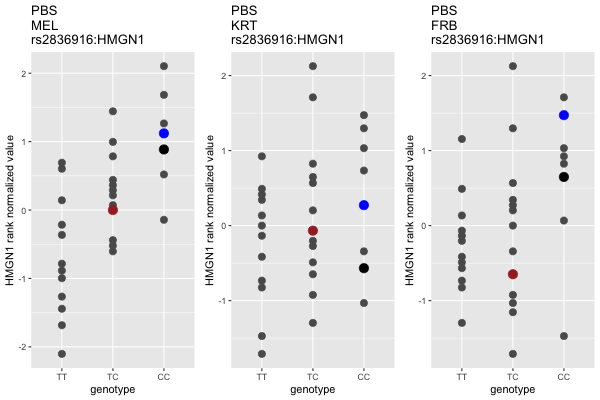 PBS
MEL
rs2836916:HMGN1
HMGN1 rank normalized value
2
1
0
-1
-2
TT TC CC
genotype
PBS
KRT
rs2836916:HMGN1
HMGN1 rank normalized value
2
1
0
-1
TT TC CC
genotype
PBS
FRB
rs2836916:HMGN1
HMGN1 rank normalized value
2
1
0
-1
TT TC CC
genotype